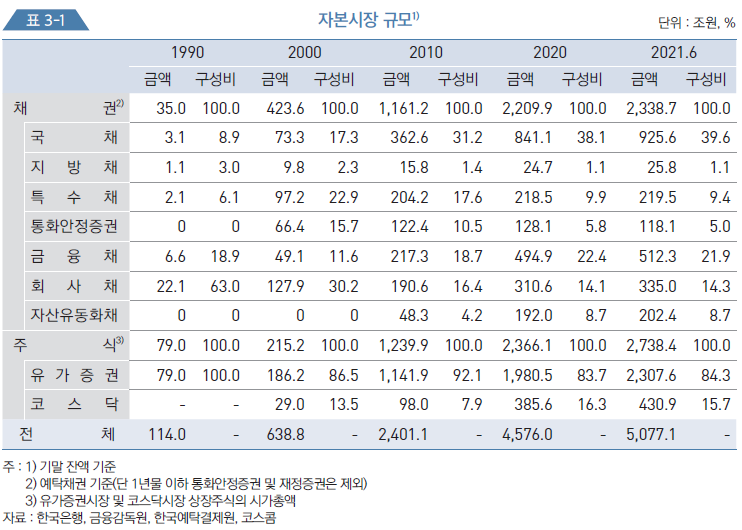 표 3-1 자본시장 규모1) 단위 : 조원, %
1990 2000 2010 2020 2021.6
금액 구성비 금액 구성비 금액 구성비 금액 구성비 금액 구성비
채 권2) 35.0 100.0 423.6 100.0 1,161.2 100.0 2,209.9 100.0 2,338.7 100.0
국 채 3.1 8.9 73.3 17.3 362.6 31.2 841.1 38.1 925.6 39.6
지 방 채 1.1 3.0 9.8 2.3 15.8 1.4 24.7 1.1 25.8 1.1
특 수 채 2.1 6.1 97.2 22.9 204.2 17.6 218.5 9.9 219.5 9.4
통화안정증권 0 0 66.4 15.7 122.4 10.5 128.1 5.8 118.1 5.0
금 융 채 6.6 18.9 49.1 11.6 217.3 18.7 494.9 22.4 512.3 21.9
회 사 채 22.1 63.0 127.9 30.2 190.6 16.4 310.6 14.1 335.0 14.3
자산유동화채 0 0 0 0 48.3 4.2 192.0 8.7 202.4 8.7
주 식3) 79.0 100.0 215.2 100.0 1,239.9 100.0 2,366.1 100.0 2,738.4 100.0
유 가 증 권 79.0 100.0 186.2 86.5 1,141.9 92.1 1,980.5 83.7 2,307.6 84.3
코 스 닥 - - 29.0 13.5 98.0 7.9 385.6 16.3 430.9 15.7
전 체 114.0 - 638.8 - 2,401.1 - 4,576.0 - 5,077.1 -
주 : 1) 기말 잔액 기준
2) 예탁채권 기준(단 1년물 이하 통화안정증권 및 재정증권은 제외)
3) 유가증권시장 및 코스닥시장 상장주식의 시가총액
자료 : 한국은행, 금융감독원, 한국예탁결제원, 코스콤